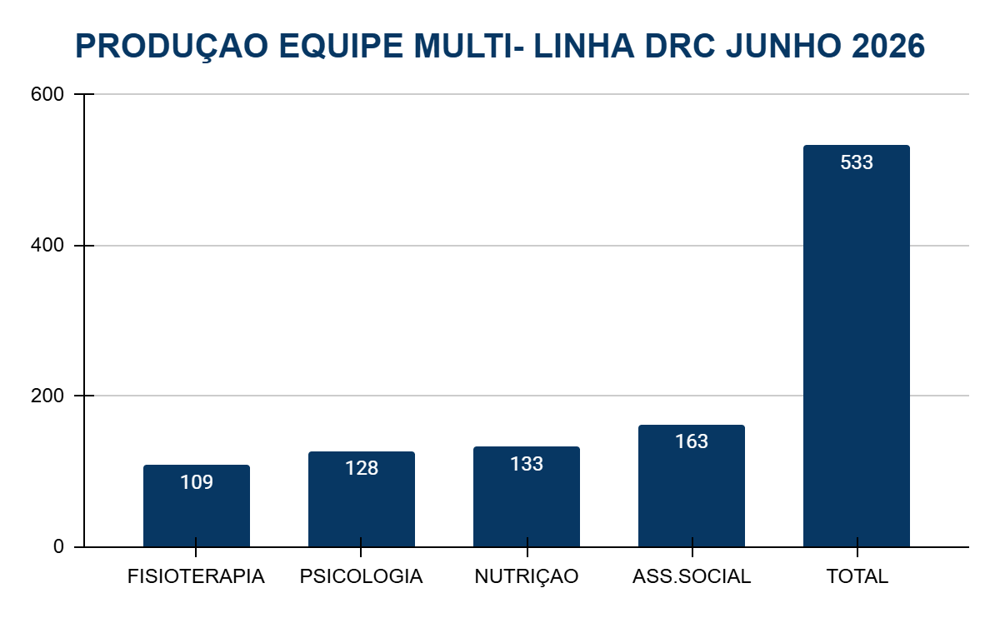 PRODUÇAO EQUIPE MULTI- LINHA DRC JUNHO 2026
600
400
200
0
109
128
133
163
533
FISIOTERAPIA
PSICOLOGIA
NUTRIÇAO
ASS.SOCIAL
TOTAL